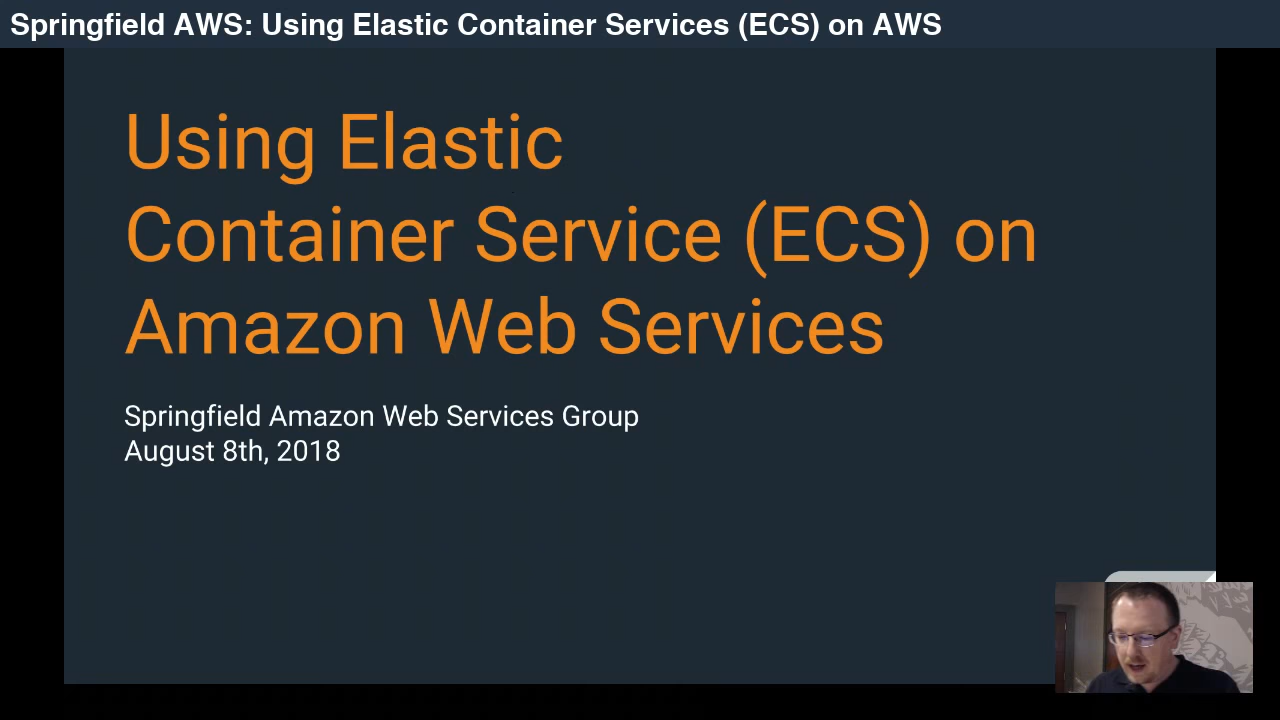 Springfield AWS: Using Elastic Container Services (ECS) on AWS
Using Elastic
Container Service (ECS) on
Amazon Web Services
Springfield Amazon Web Services Group
August 8th, 2018